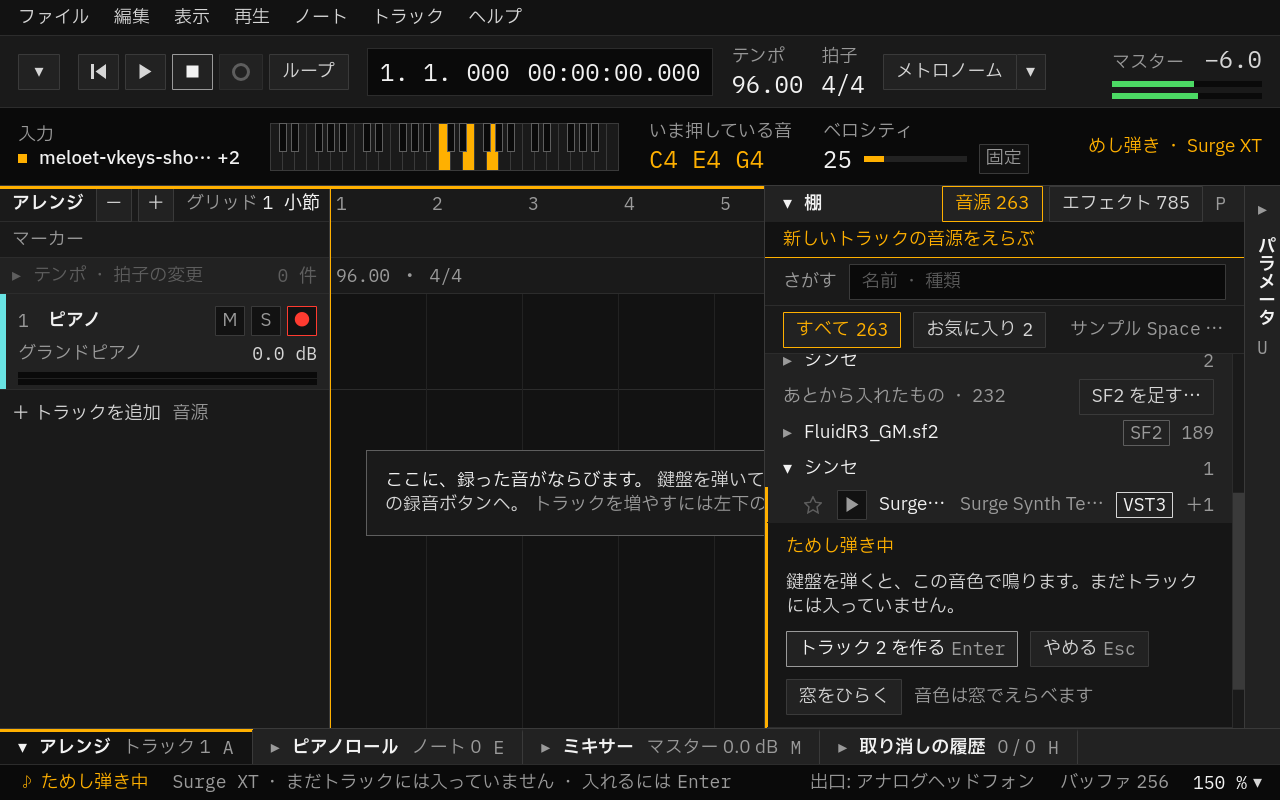 ファイル 編集 表示 再生 ノート トラック ヘルプ
▼ ループ 1. 1. 000 00:00:00.000 テンポ 96.00 拍子 4/4 メトロノーム ▼ マスター −6.0
入力 meloet-vkeys-sho… +2 いま押している音 C4 E4 G4 ベロシティ 25 固定 めし弾き ・ Surge XT
アレンジ − ＋ グリッド 1 小節 1 2 3 4 5
マーカー
▸ テンポ ・ 拍子の変更 0 件 96.00 • 4/4
1 ピアノ M S
グランドピアノ 0.0 dB
＋ トラックを追加 音源
ここに、録った音がならびます。 鍵盤を弾いて
の録音ボタンへ。 トラックを増やすには左下の
▼ 棚 音源 263 エフェクト 785 P
新しいトラックの音源をえらぶ
さがす 名前 ・ 種類
すべて 263 お気に入り 2 サンプル Space …
▸ シンセ 2
あとから入れたもの ・ 232 SF2 を足す…
▸ FluidR3_GM.sf2 SF2 189
▼ シンセ 1
☆ Surge… Surge Synth Te… VST3 ＋1
ためし弾き中
鍵盤を弾くと、この音色で鳴ります。まだトラック
には入っていません。
トラック 2 を作る Enter やめる Esc
窓をひらく 音色は窓でえらべます
▸ パラメータ U
▼ アレンジ トラック 1 A ▸ ピアノロール ノート 0 E ▸ ミキサー マスター 0.0 dB M ▸ 取り消しの履歴 0 / 0 H
♪ ためし弾き中 Surge XT ・ まだトラックには入っていません ・ 入れるには Enter 出口: アナログヘッドフォン バッファ 256 150 % ▼